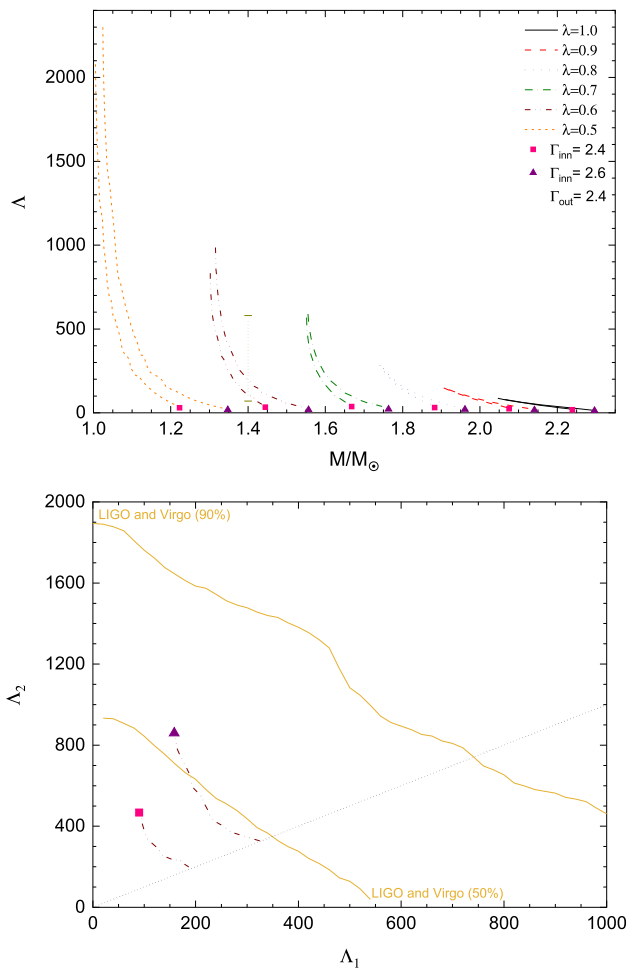 2000
1500
1000
500
0
Λ
λ=1.0
λ=0.9
λ=0.8
λ=0.7
λ=0.6
λ=0.5
Γinn= 2.4
Γinn= 2.6
Γout= 2.4
1.0 1.2 1.4 1.6 1.8 2.0 2.2
M/M⊙
2000
1600
1200
800
400
0
Λ2
LIGO and Virgo (90%)
LIGO and Virgo (50%)
0 200 400 600 800 1000
Λ1